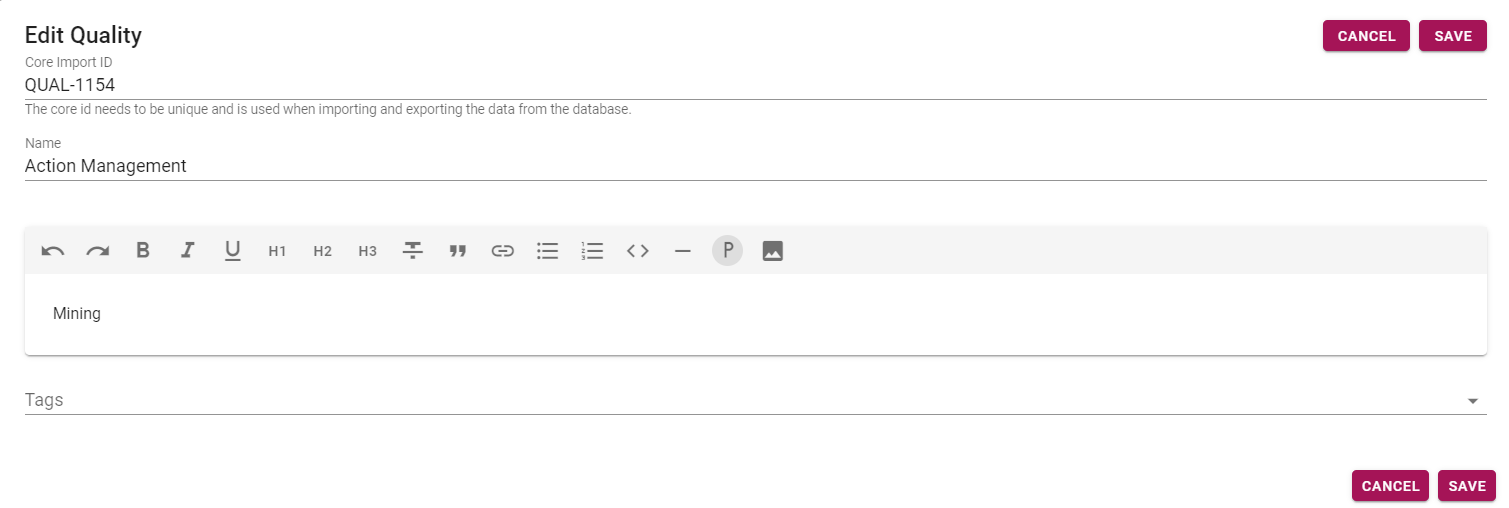 Edit Quality
CANCEL SAVE
Core Import ID
QUAL-1154
The core id needs to be unique and is used when importing and exporting the data from the database.
Name
Action Management
B I U H1 H2 H3 P
Mining
Tags
CANCEL SAVE